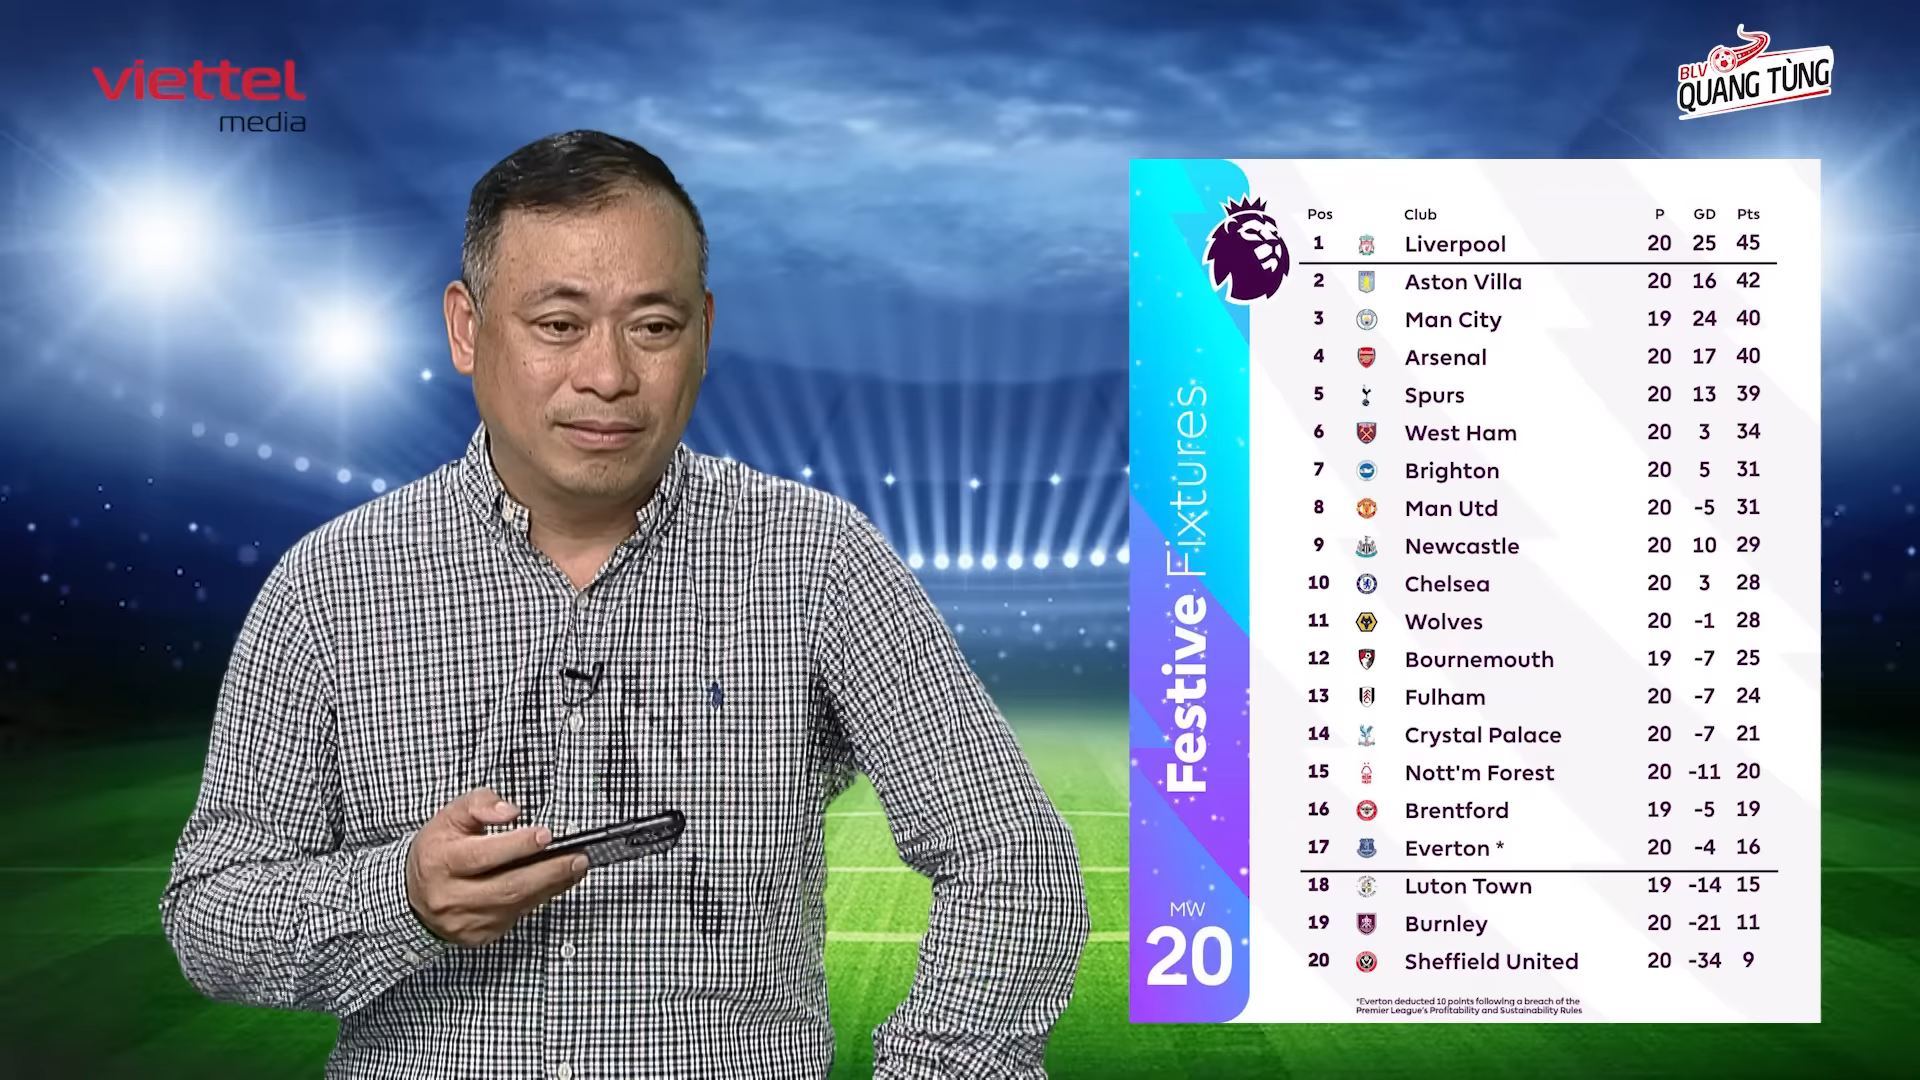 viettel
media
BLV
QUANG TÙNG
Festive Fixtures
MW
20
Pos Club P GD Pts
1 Liverpool 20 25 45
2 Aston Villa 20 16 42
3 Man City 19 24 40
4 Arsenal 20 17 40
5 Spurs 20 13 39
6 West Ham 20 3 34
7 Brighton 20 5 31
8 Man Utd 20 -5 31
9 Newcastle 20 10 29
10 Chelsea 20 3 28
11 Wolves 20 -1 28
12 Bournemouth 19 -7 25
13 Fulham 20 -7 24
14 Crystal Palace 20 -7 21
15 Nott'm Forest 20 -11 20
16 Brentford 19 -5 19
17 Everton * 20 -4 16
18 Luton Town 19 -14 15
19 Burnley 20 -21 11
20 Sheffield United 20 -34 9
*Everton deducted 10 points following a breach of the
Premier League's Profitability and Sustainability Rules